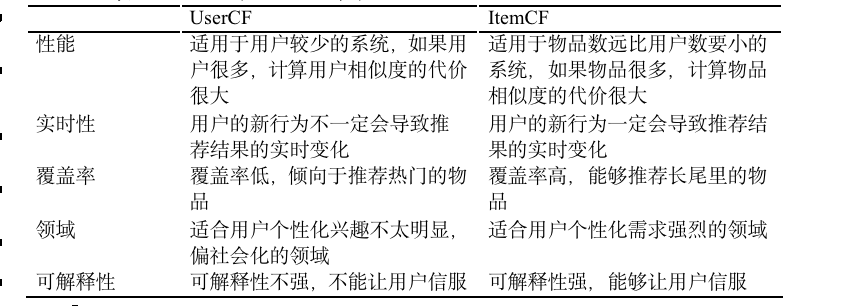 UserCF ItemCF
性能 适用于用户较少的系统，如果用 适用于物品数远比用户数要小的
户很多，计算用户相似度的代价 系统，如果物品很多，计算物品
很大 相似度的代价很大
实时性 用户的新行为不一定会导致推 用户的新行为一定会导致推荐结
荐结果的实时变化 果的实时变化
覆盖率 覆盖率低，倾向于推荐热门的物 覆盖率高，能够推荐长尾里的物
品 品
领域 适合用户个性化兴趣不太明显， 适合用户个性化需求强烈的领域
偏社会化的领域
可解释性 可解释性不强，不能让用户信服 可解释性强，能够让用户信服